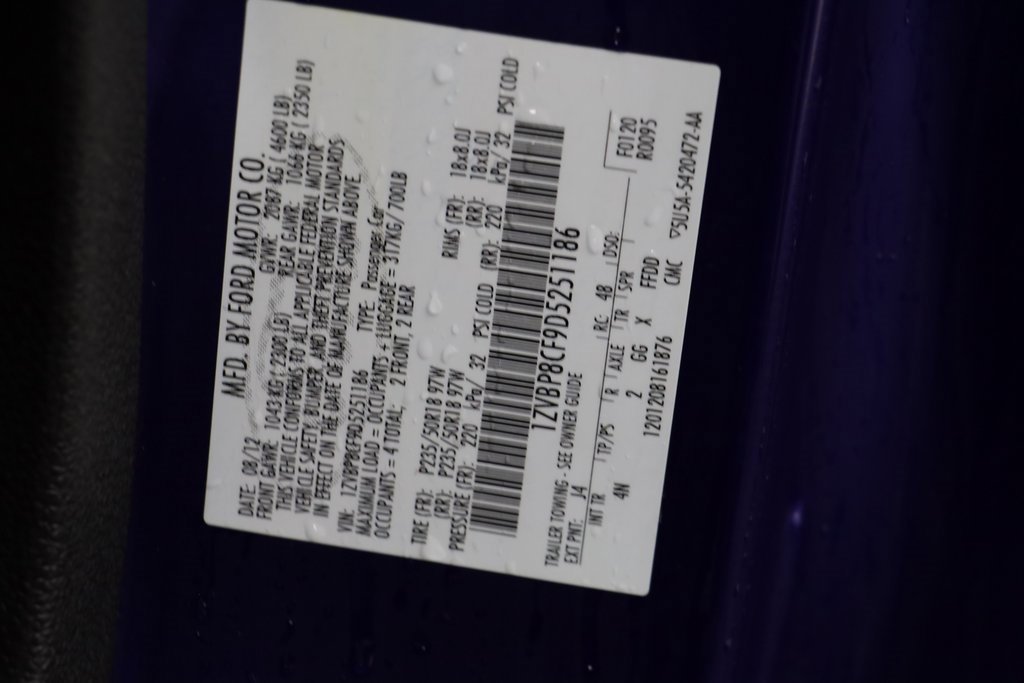 MFD. BY FORD MOTOR CO.
DATE: 08/12 GVWR: 2087 KG ( 4600 LB)
FRONT GAWR: 1043 KG ( 2300 LB) REAR GAWR: 1066 KG ( 2350 LB)
THIS VEHICLE CONFORMS TO ALL APPLICABLE FEDERAL MOTOR
VEHICLE SAFETY, BUMPER, AND THEFT PREVENTION STANDARDS
IN EFFECT ON THE DATE OF MANUFACTURE SHOWN ABOVE
VIN: 1ZVBP8CF9D5251186 TYPE: Passenger Car
MAXIMUM LOAD = OCCUPANTS + LUGGAGE = 317KG/700LB
OCCUPANTS = 4 TOTAL: 2 FRONT, 2 REAR
TIRE (FR): P235/50R18 97W RIMS (FR): 18x8.0J
(RR): P235/50R18 97W (RR): 18x8.0J
PRESSURE (FR): 220 kPa/ 32 PSI COLD (RR): 220 kPa/ 32 PSI COLD
1ZVBP8CF9D5251186
TRAILER TOWING - SEE OWNER GUIDE
EXT PNT: J4 RC: 48 DSO:
INT TR TP/PS R AXLE TR SPR
4N 2 GG X FFDD
F0120
R0095
1201208161876 CMC ▽5U5A-5420472-AA